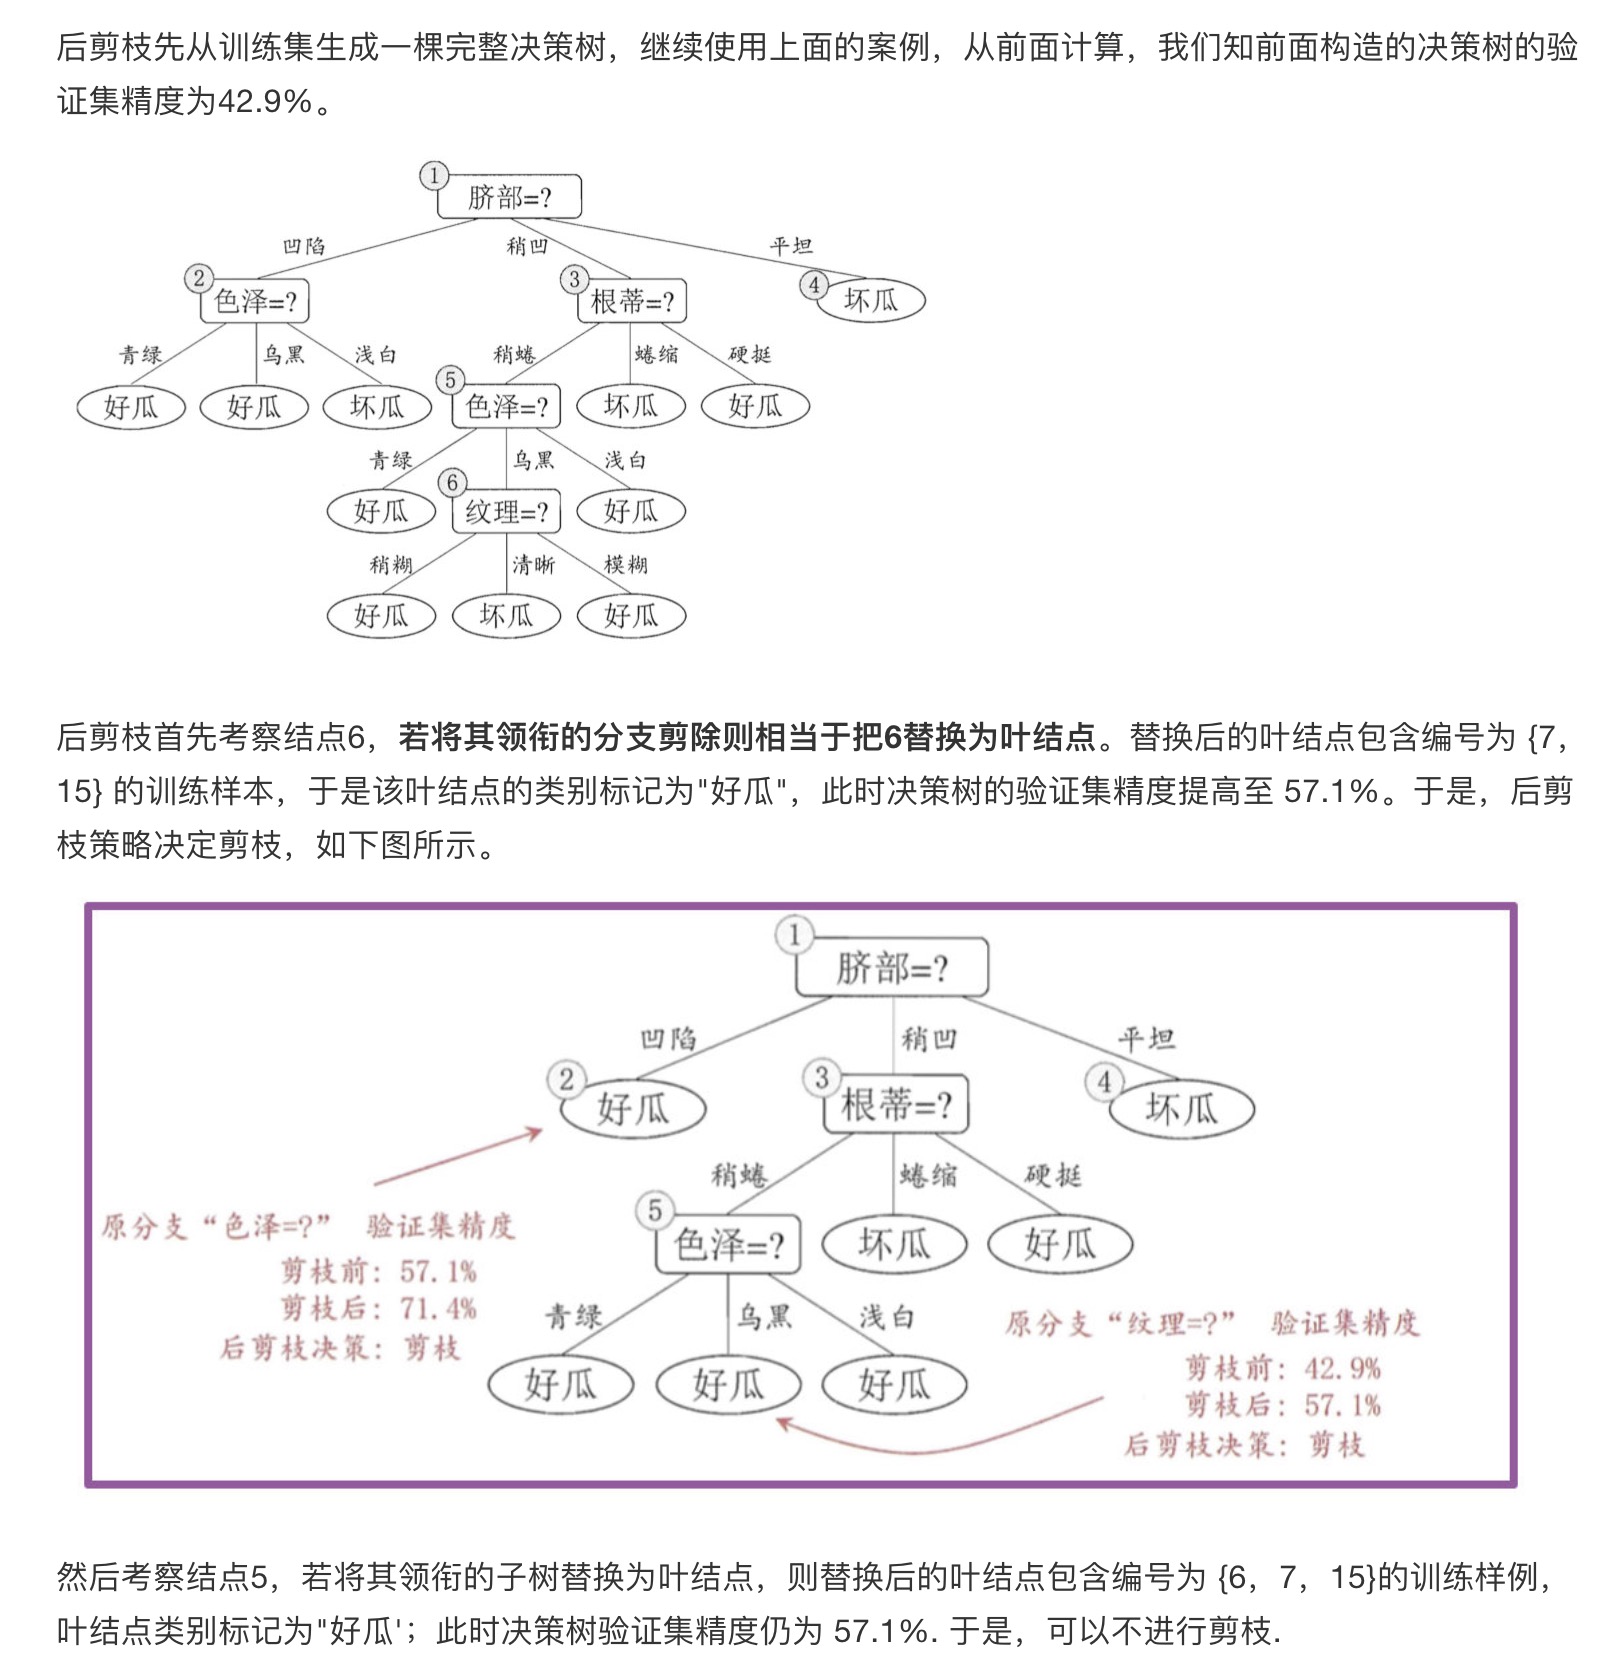 后剪枝先从训练集生成一棵完整决策树，继续使用上面的案例，从前面计算，我们知前面构造的决策树的验
证集精度为42.9%。
①
脐部=?
凹陷 稍凹 平坦
② ③ ④
色泽=? 根蒂=? 坏瓜
青绿 乌黑 浅白 稍蜷 蜷缩 硬挺
⑤
好瓜 好瓜 坏瓜 色泽=? 坏瓜 好瓜
青绿 乌黑 浅白
⑥
好瓜 纹理=? 好瓜
稍糊 清晰 模糊
好瓜 坏瓜 好瓜
后剪枝首先考察结点6，若将其领衔的分支剪除则相当于把6替换为叶结点。替换后的叶结点包含编号为 {7，
15} 的训练样本，于是该叶结点的类别标记为"好瓜"，此时决策树的验证集精度提高至 57.1%。于是，后剪
枝策略决定剪枝，如下图所示。
①
脐部=?
凹陷 稍凹 平坦
② ③ ④
好瓜 根蒂=? 坏瓜
稍蜷 蜷缩 硬挺
⑤
色泽=? 坏瓜 好瓜
青绿 乌黑 浅白
好瓜 好瓜 好瓜
原分支“色泽=?” 验证集精度
剪枝前: 57.1%
剪枝后: 71.4%
后剪枝决策: 剪枝
原分支“纹理=?” 验证集精度
剪枝前: 42.9%
剪枝后: 57.1%
后剪枝决策: 剪枝
然后考察结点5，若将其领衔的子树替换为叶结点，则替换后的叶结点包含编号为 {6，7，15}的训练样例，
叶结点类别标记为"好瓜'；此时决策树验证集精度仍为 57.1%. 于是，可以不进行剪枝.